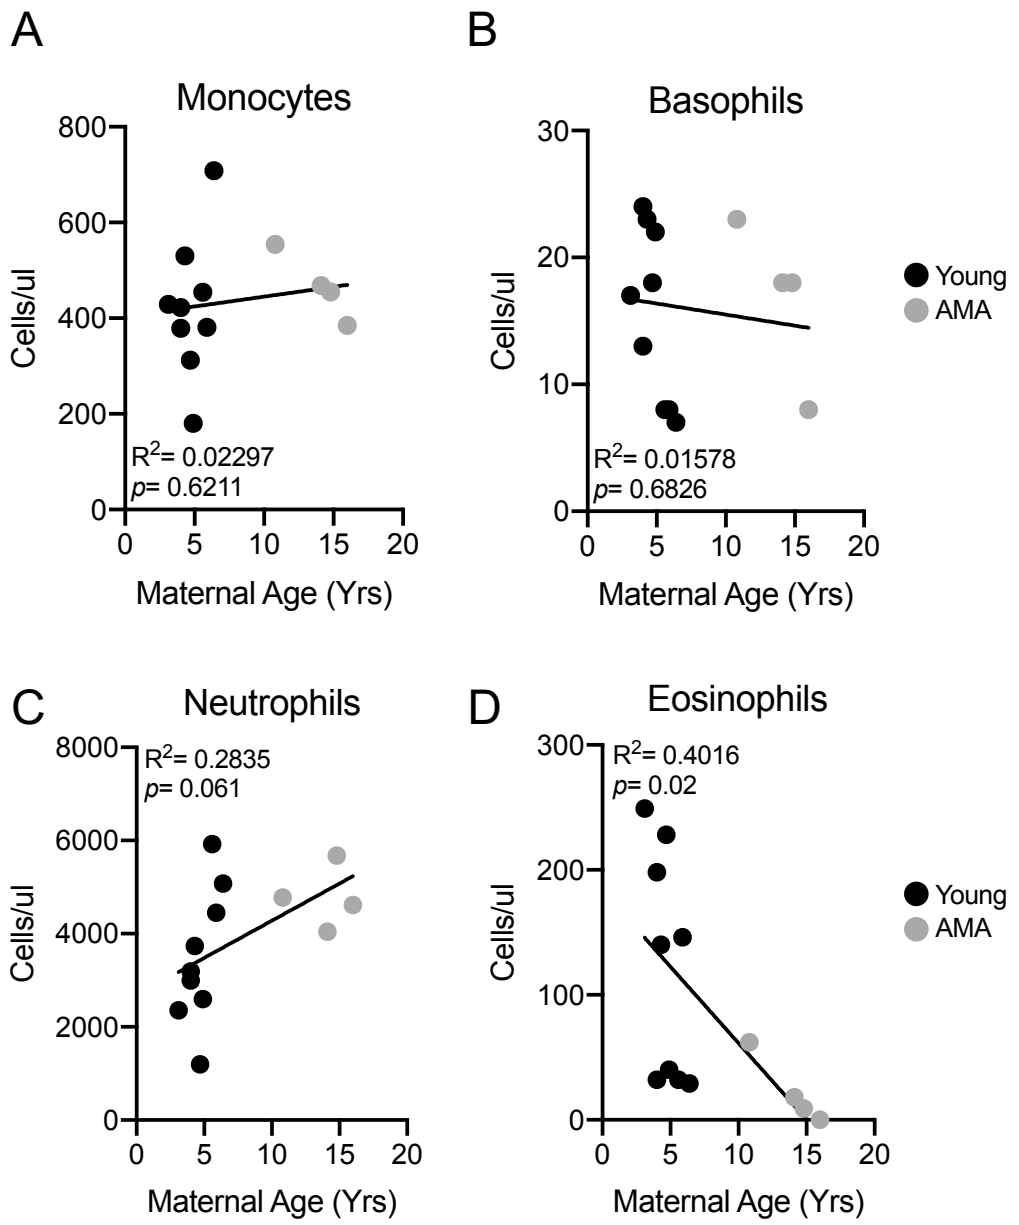 A
Monocytes
800
600
400
200
0
Cells/ul
R²= 0.02297
p= 0.6211
0 5 10 15 20
Maternal Age (Yrs)
B
Basophils
30
20
10
0
Cells/ul
R²= 0.01578
p= 0.6826
0 5 10 15 20
Maternal Age (Yrs)
Young
AMA
C
Neutrophils
8000
6000
4000
2000
0
Cells/ul
R²= 0.2835
p= 0.061
0 5 10 15 20
Maternal Age (Yrs)
D
Eosinophils
300
200
100
0
Cells/ul
R²= 0.4016
p= 0.02
0 5 10 15 20
Maternal Age (Yrs)
Young
AMA